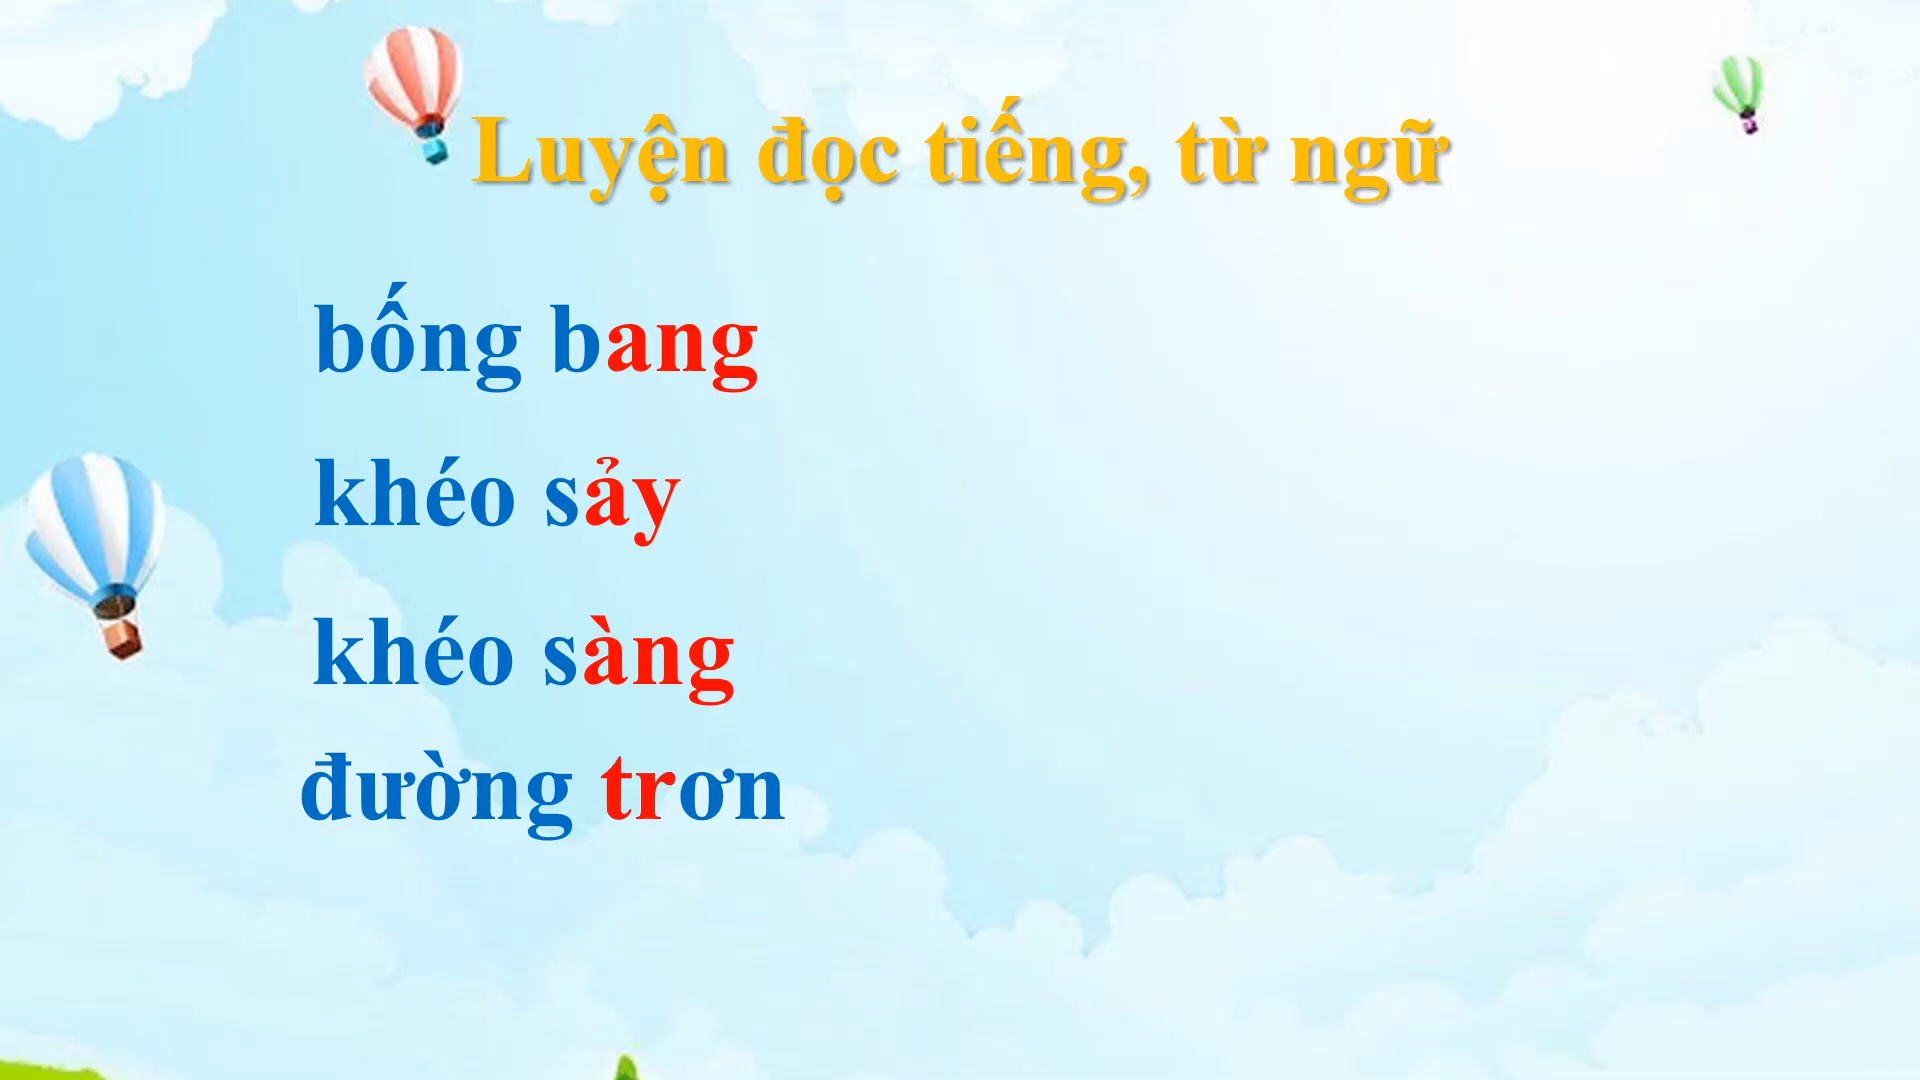 Luyện đọc tiếng, từ ngữ
bống bang
khéo sảy
khéo sàng
đường trơn